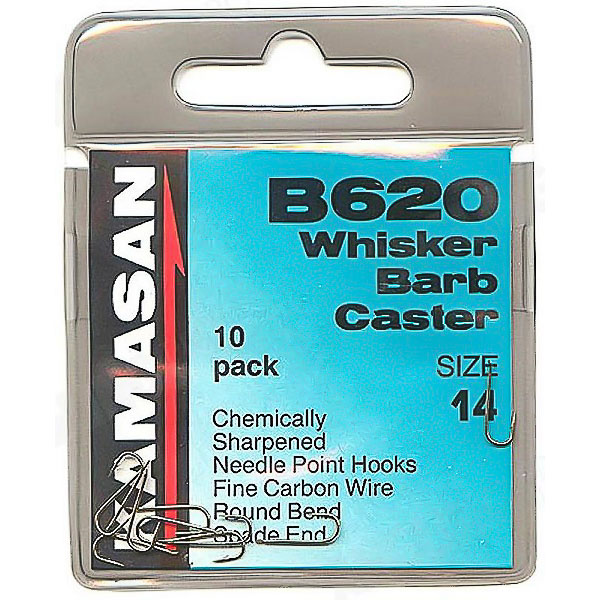 KAMASAN
B620
Whisker
Barb
Caster
10
pack
SIZE
14
Chemically
Sharpened
Needle Point Hooks
Fine Carbon Wire
Round Bend
Spade End